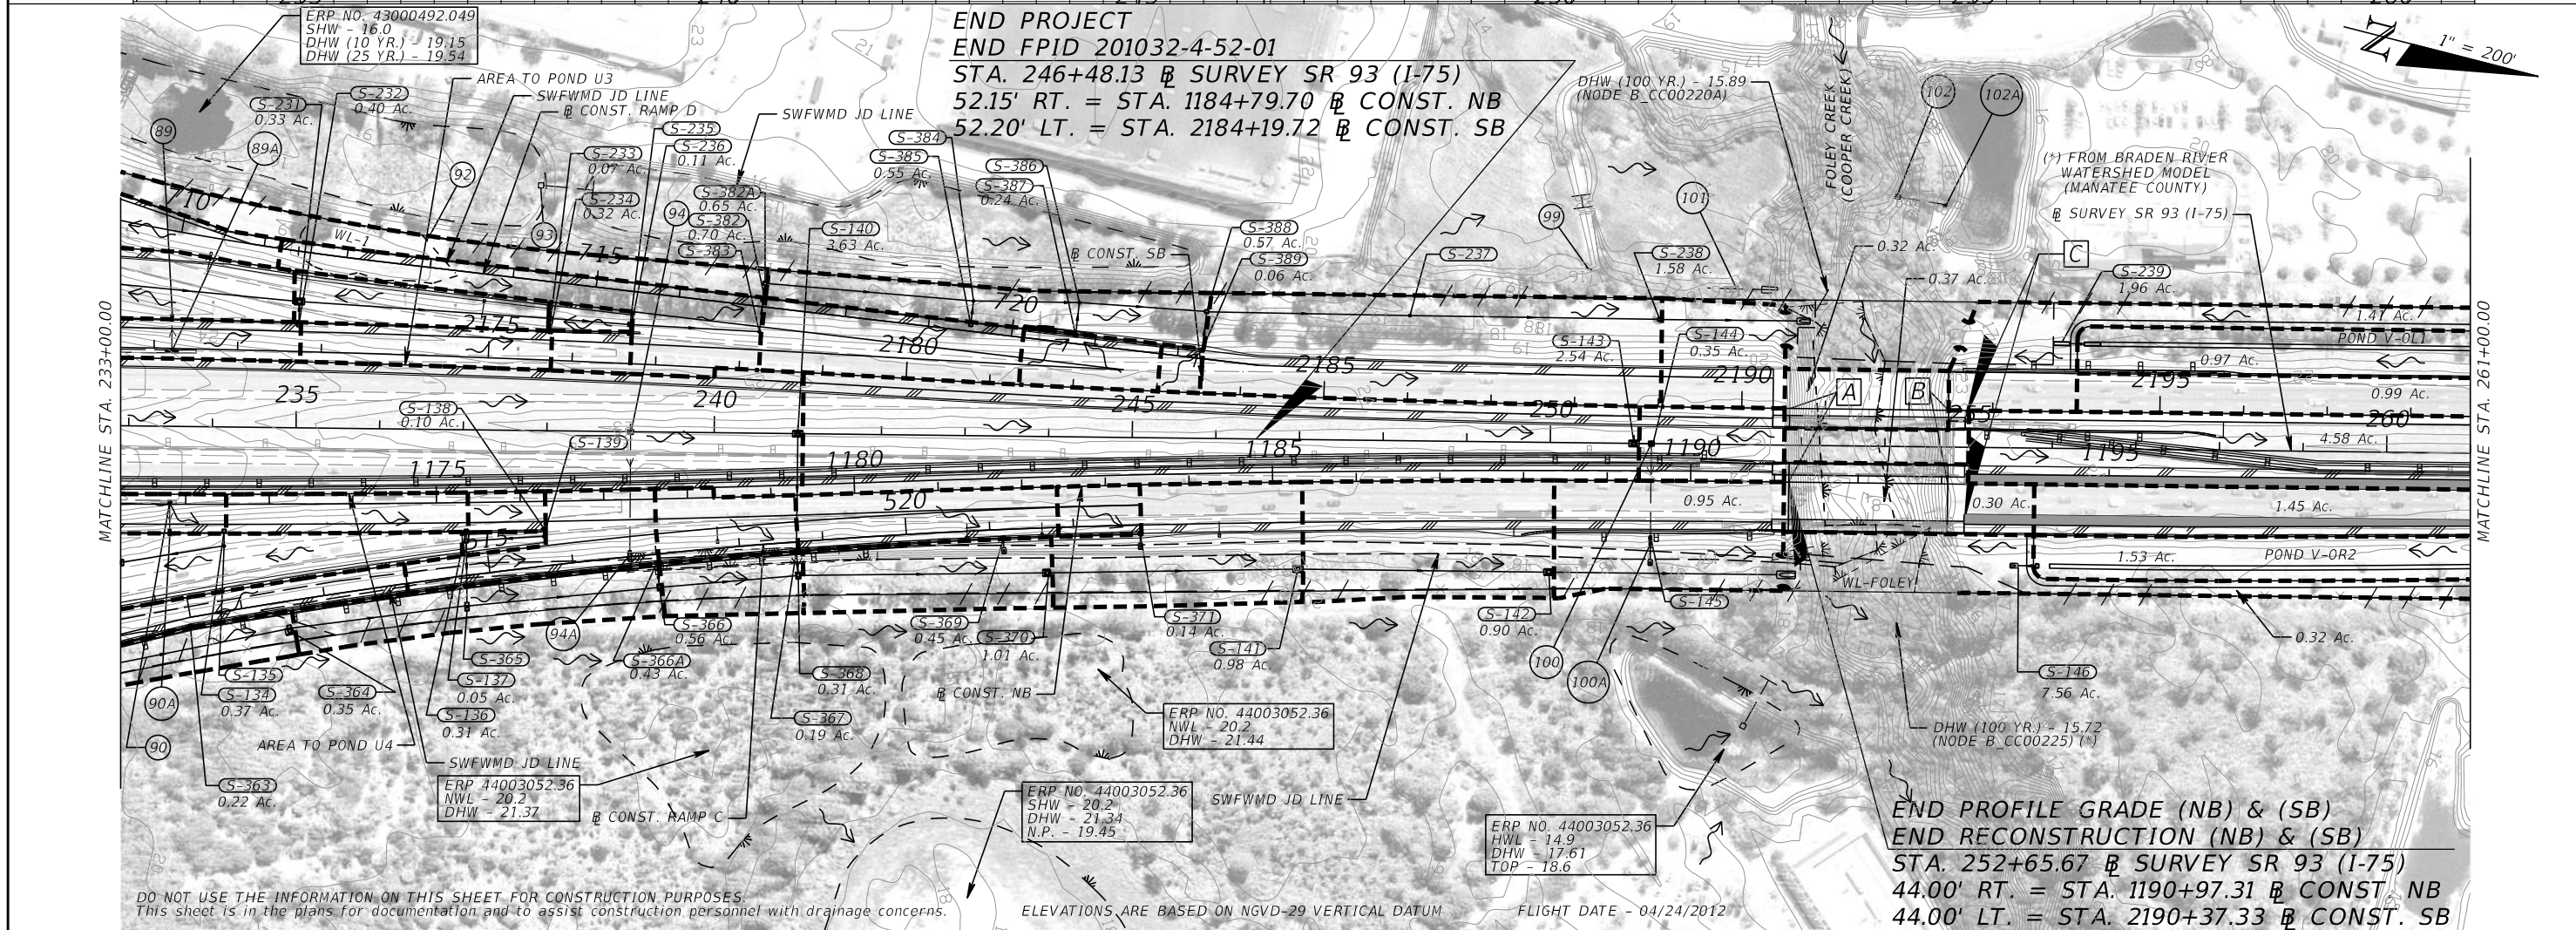 ERP NO. 43000492.049
SHW - 16.0
DHW (10 YR.) - 19.15
DHW (25 YR.) - 19.54
AREA TO POND U3
SWFWMD JD LINE
B CONST. RAMP D
SWFWMD JD LINE
END PROJECT
END FPID 201032-4-52-01
STA. 246+48.13 B SURVEY SR 93 (I-75)
52.15' RT. = STA. 1184+79.70 B CONST. NB
52.20' LT. = STA. 2184+19.72 B CONST. SB
DHW (100 YR.) - 15.89
(NODE B_CC00220A)
FOLEY CREEK
(COOPER CREEK)
102
102A
1" = 200'
(*) FROM BRADEN RIVER
WATERSHED MODEL
(MANATEE COUNTY)
B SURVEY SR 93 (I-75)
89
89A
S-231
0.33 Ac.
S-232
0.40 Ac.
92
93
S-233
0.07 Ac.
S-234
0.32 Ac.
S-235
S-236
0.11 Ac.
94
S-382A
0.65 Ac.
S-382
0.70 Ac.
S-383
S-140
3.63 Ac.
S-384
S-385
0.55 Ac.
S-386
S-387
0.24 Ac.
B CONST. SB
S-388
0.57 Ac.
S-389
0.06 Ac.
S-237
99
101
S-238
1.58 Ac.
0.32 Ac.
0.37 Ac.
C
S-239
1.96 Ac.
1.41 Ac.
POND V-OL1
0.97 Ac.
0.99 Ac.
4.58 Ac.
MATCHLINE STA. 233+00.00
MATCHLINE STA. 261+00.00
710
WL-1
715
720
2175
2180
2185
2190
2195
235
240
245
250
255
260
S-143
2.54 Ac.
S-144
0.35 Ac.
A
B
S-138
0.10 Ac.
S-139
1175
1180
1185
1190
1195
515
520
0.95 Ac.
0.30 Ac.
1.45 Ac.
1.53 Ac.
POND V-OR2
WL-FOLEY
0.32 Ac.
90A
90
S-135
S-134
0.37 Ac.
S-363
0.22 Ac.
S-364
0.35 Ac.
AREA TO POND U4
S-365
S-137
0.05 Ac.
S-136
0.31 Ac.
SWFWMD JD LINE
94A
S-366
0.56 Ac.
S-366A
0.43 Ac.
S-368
0.31 Ac.
S-367
0.19 Ac.
S-369
0.45 Ac.
S-370
1.01 Ac.
B CONST. NB
S-371
0.14 Ac.
S-141
0.98 Ac.
S-142
0.90 Ac.
100
100A
S-145
S-146
7.56 Ac.
DHW (100 YR.) - 15.72
(NODE B_CC00225) (*)
ERP NO. 44003052.36
NWL - 20.2
DHW - 21.44
ERP 44003052.36
NWL - 20.2
DHW - 21.37
B CONST. RAMP C
ERP NO. 44003052.36
SHW - 20.2
DHW - 21.34
N.P. - 19.45
SWFWMD JD LINE
ERP NO. 44003052.36
HWL - 14.9
DHW - 17.61
TOP - 18.6
END PROFILE GRADE (NB) & (SB)
END RECONSTRUCTION (NB) & (SB)
STA. 252+65.67 B SURVEY SR 93 (I-75)
44.00' RT. = STA. 1190+97.31 B CONST. NB
44.00' LT. = STA. 2190+37.33 B CONST. SB
DO NOT USE THE INFORMATION ON THIS SHEET FOR CONSTRUCTION PURPOSES.
This sheet is in the plans for documentation and to assist construction personnel with drainage concerns.
ELEVATIONS ARE BASED ON NGVD-29 VERTICAL DATUM
FLIGHT DATE - 04/24/2012